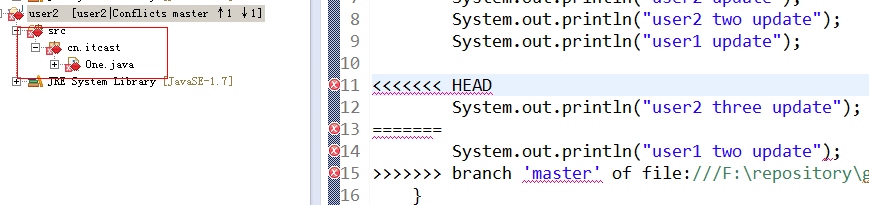 user2 [user2|Conflicts master ↑1 ↓1]
src
cn.itcast
One.java
JRE System Library [JavaSE-1.7]
8 System.out.println("user2 two update");
9 System.out.println("user1 update");
10
11 <<<<<<< HEAD
12 System.out.println("user2 three update");
13 =======
14 System.out.println("user1 two update");
15 >>>>>>> branch 'master' of file:///F:\repository\g
16 }